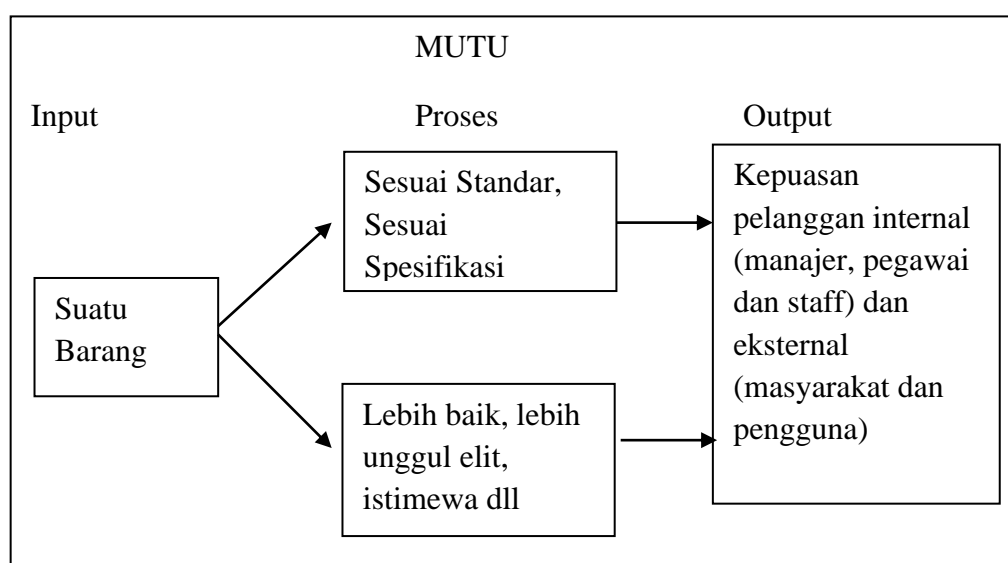 MUTU
Input
Proses
Output
Suatu
Barang
Sesuai Standar,
Sesuai
Spesifikasi
Lebih baik, lebih
unggul elit,
istimewa dll
Kepuasan
pelanggan internal
(manajer, pegawai
dan staff) dan
eksternal
(masyarakat dan
pengguna)